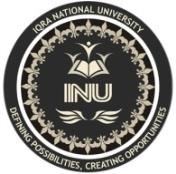 IQRA NATIONAL UNIVERSITY
INU
DEFINING POSSIBILITIES, CREATING OPPORTUNITIES